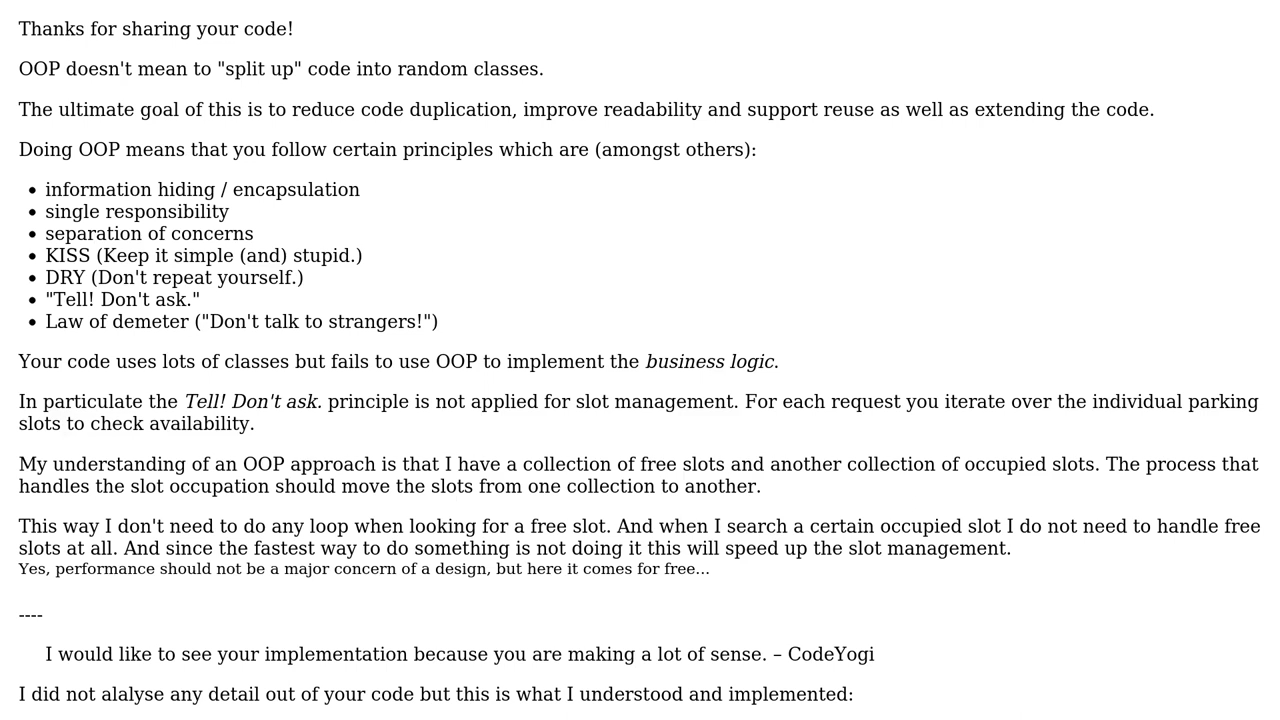 Thanks for sharing your code!
OOP doesn't mean to "split up" code into random classes.
The ultimate goal of this is to reduce code duplication, improve readability and support reuse as well as extending the code.
Doing OOP means that you follow certain principles which are (amongst others):
• information hiding / encapsulation
• single responsibility
• separation of concerns
• KISS (Keep it simple (and) stupid.)
• DRY (Don't repeat yourself.)
• "Tell! Don't ask."
• Law of demeter ("Don't talk to strangers!")
Your code uses lots of classes but fails to use OOP to implement the business logic.
In particulate the Tell! Don't ask. principle is not applied for slot management. For each request you iterate over the individual parking
slots to check availability.
My understanding of an OOP approach is that I have a collection of free slots and another collection of occupied slots. The process that
handles the slot occupation should move the slots from one collection to another.
This way I don't need to do any loop when looking for a free slot. And when I search a certain occupied slot I do not need to handle free
slots at all. And since the fastest way to do something is not doing it this will speed up the slot management.
Yes, performance should not be a major concern of a design, but here it comes for free...
----
I would like to see your implementation because you are making a lot of sense. – CodeYogi
I did not alalyse any detail out of your code but this is what I understood and implemented: